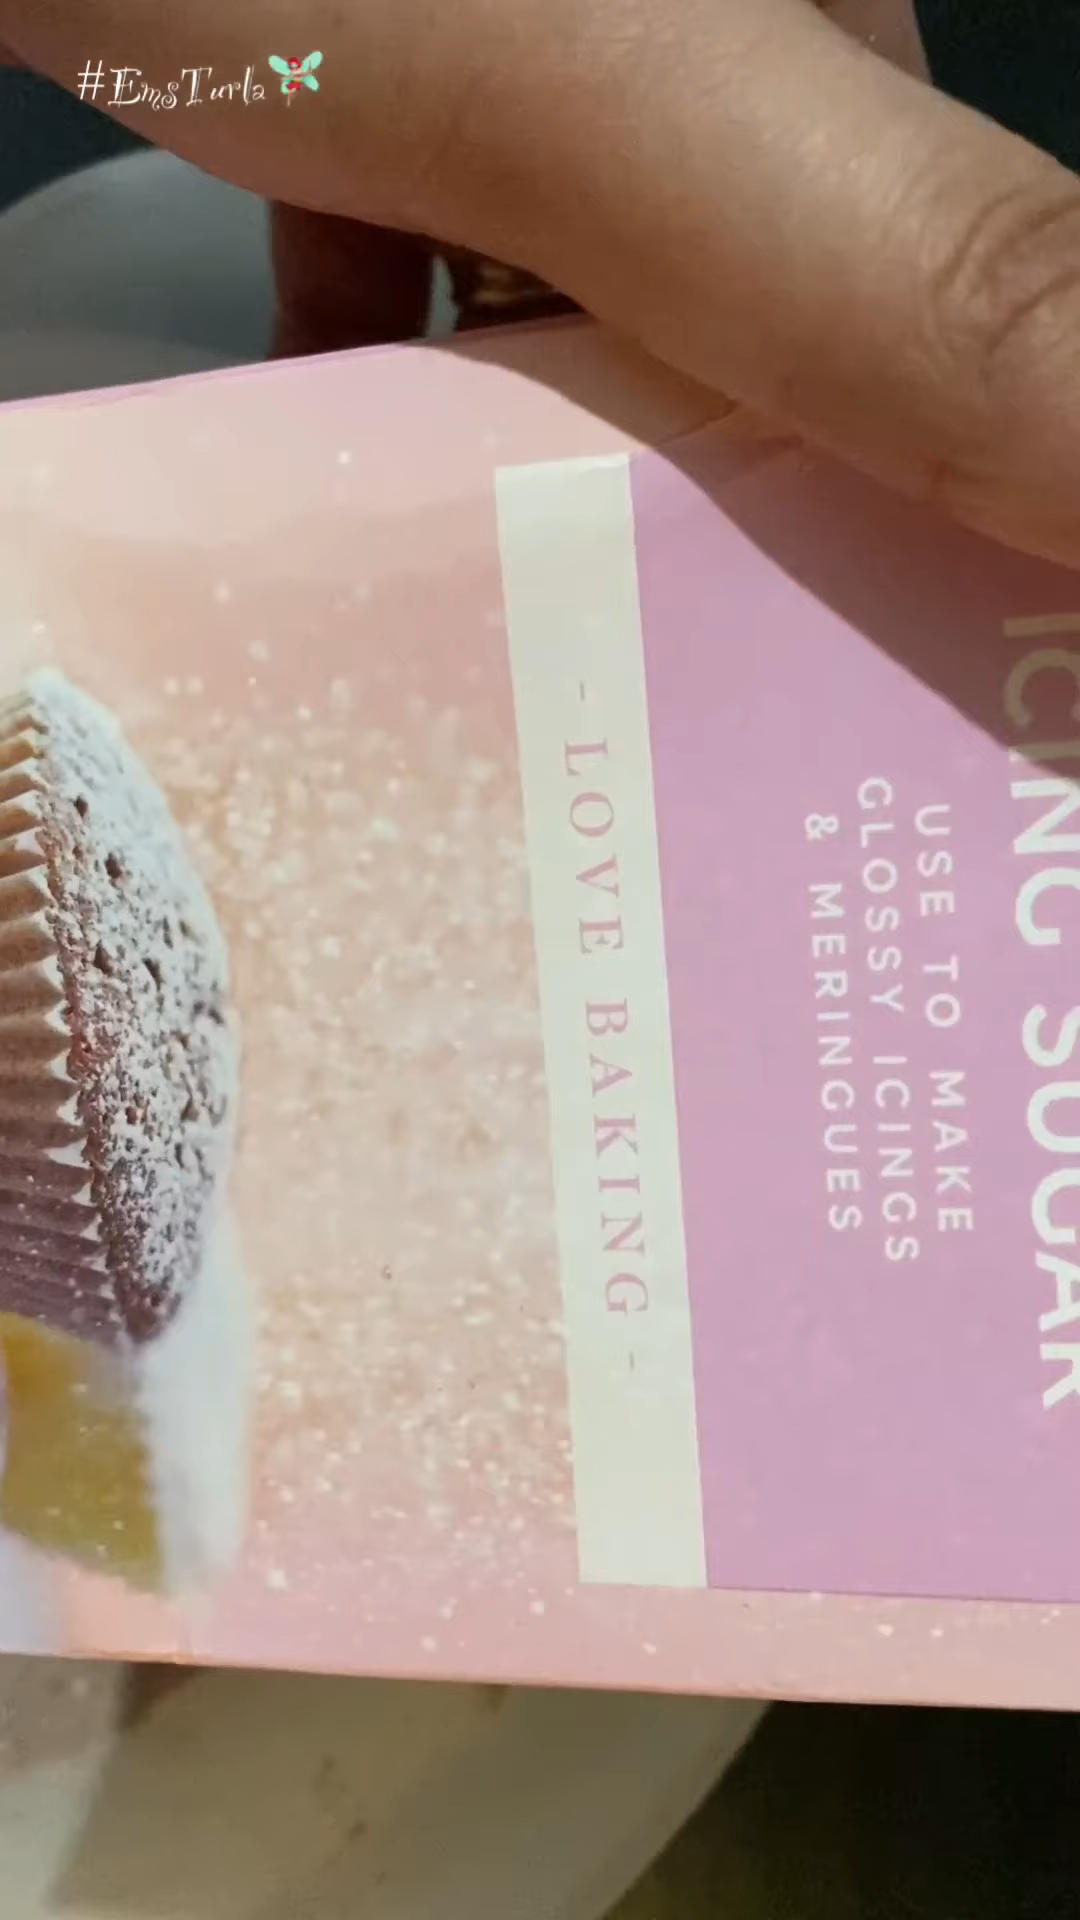 #EmsTurla
ICING SUGAR
USE TO MAKE
GLOSSY ICINGS
& MERINGUES
- LOVE BAKING -